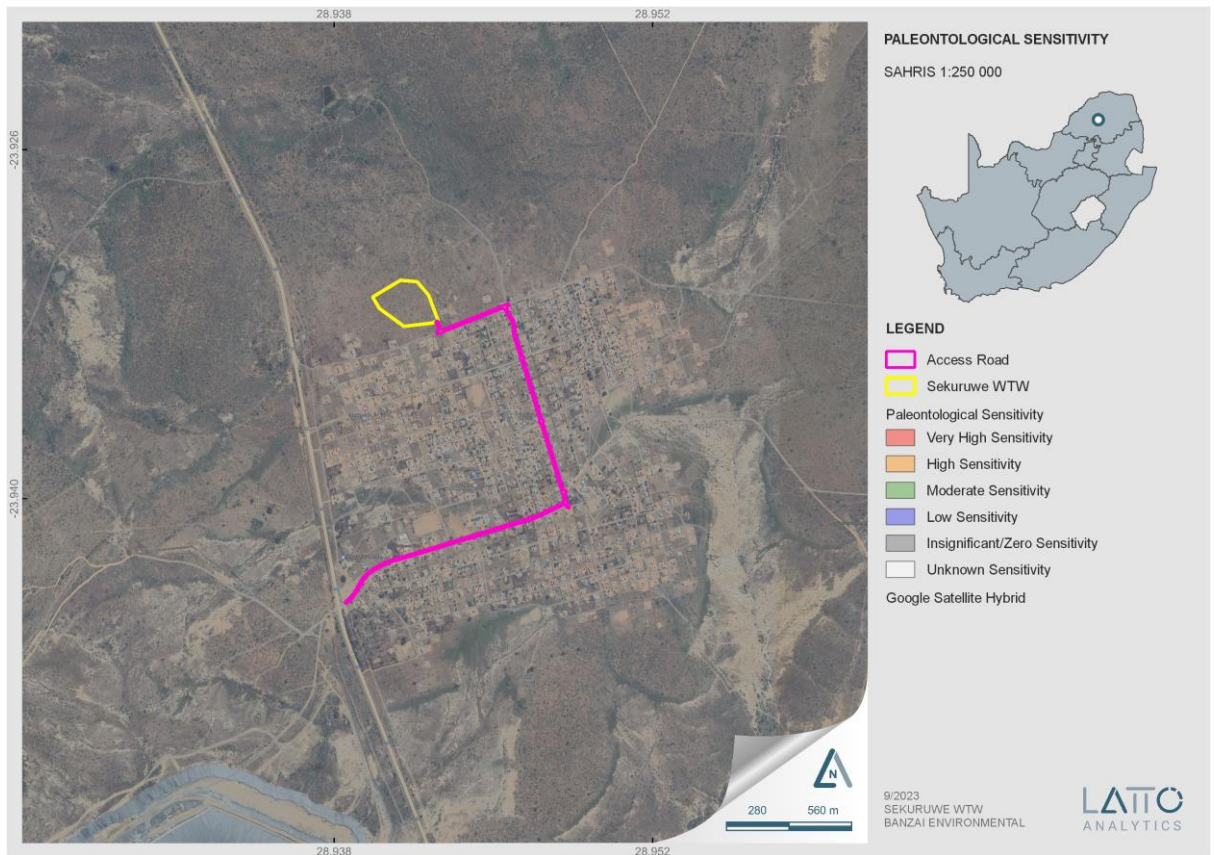 28.938
28.952
-23.926
-23.940
28.938
28.952
PALEONTOLOGICAL SENSITIVITY
SAHRIS 1:250 000
LEGEND
Access Road
Sekuruwe WTW
Paleontological Sensitivity
Very High Sensitivity
High Sensitivity
Moderate Sensitivity
Low Sensitivity
Insignificant/Zero Sensitivity
Unknown Sensitivity
Google Satellite Hybrid
N
280 560 m
9/2023
SEKURUWE WTW
BANZAI ENVIRONMENTAL
LATTO
ANALYTICS